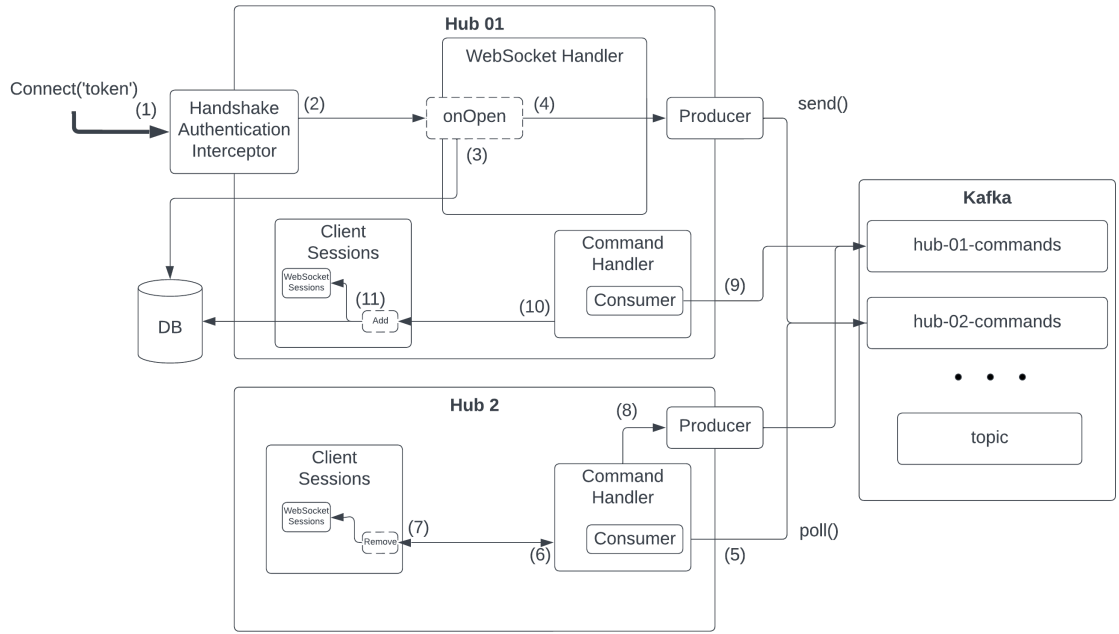 Hub 01
WebSocket Handler
Connect('token')
(1)
Handshake
Authentication
Interceptor
(2)
onOpen
(4)
Producer
send()
(3)
Kafka
hub-01-commands
hub-02-commands
topic
Client
Sessions
WebSocket
Sessions
(11)
Add
(10)
Command
Handler
Consumer
(9)
DB
Hub 2
(8)
Producer
Client
Sessions
WebSocket
Sessions
Remove
(7)
(6)
Command
Handler
Consumer
(5)
poll()